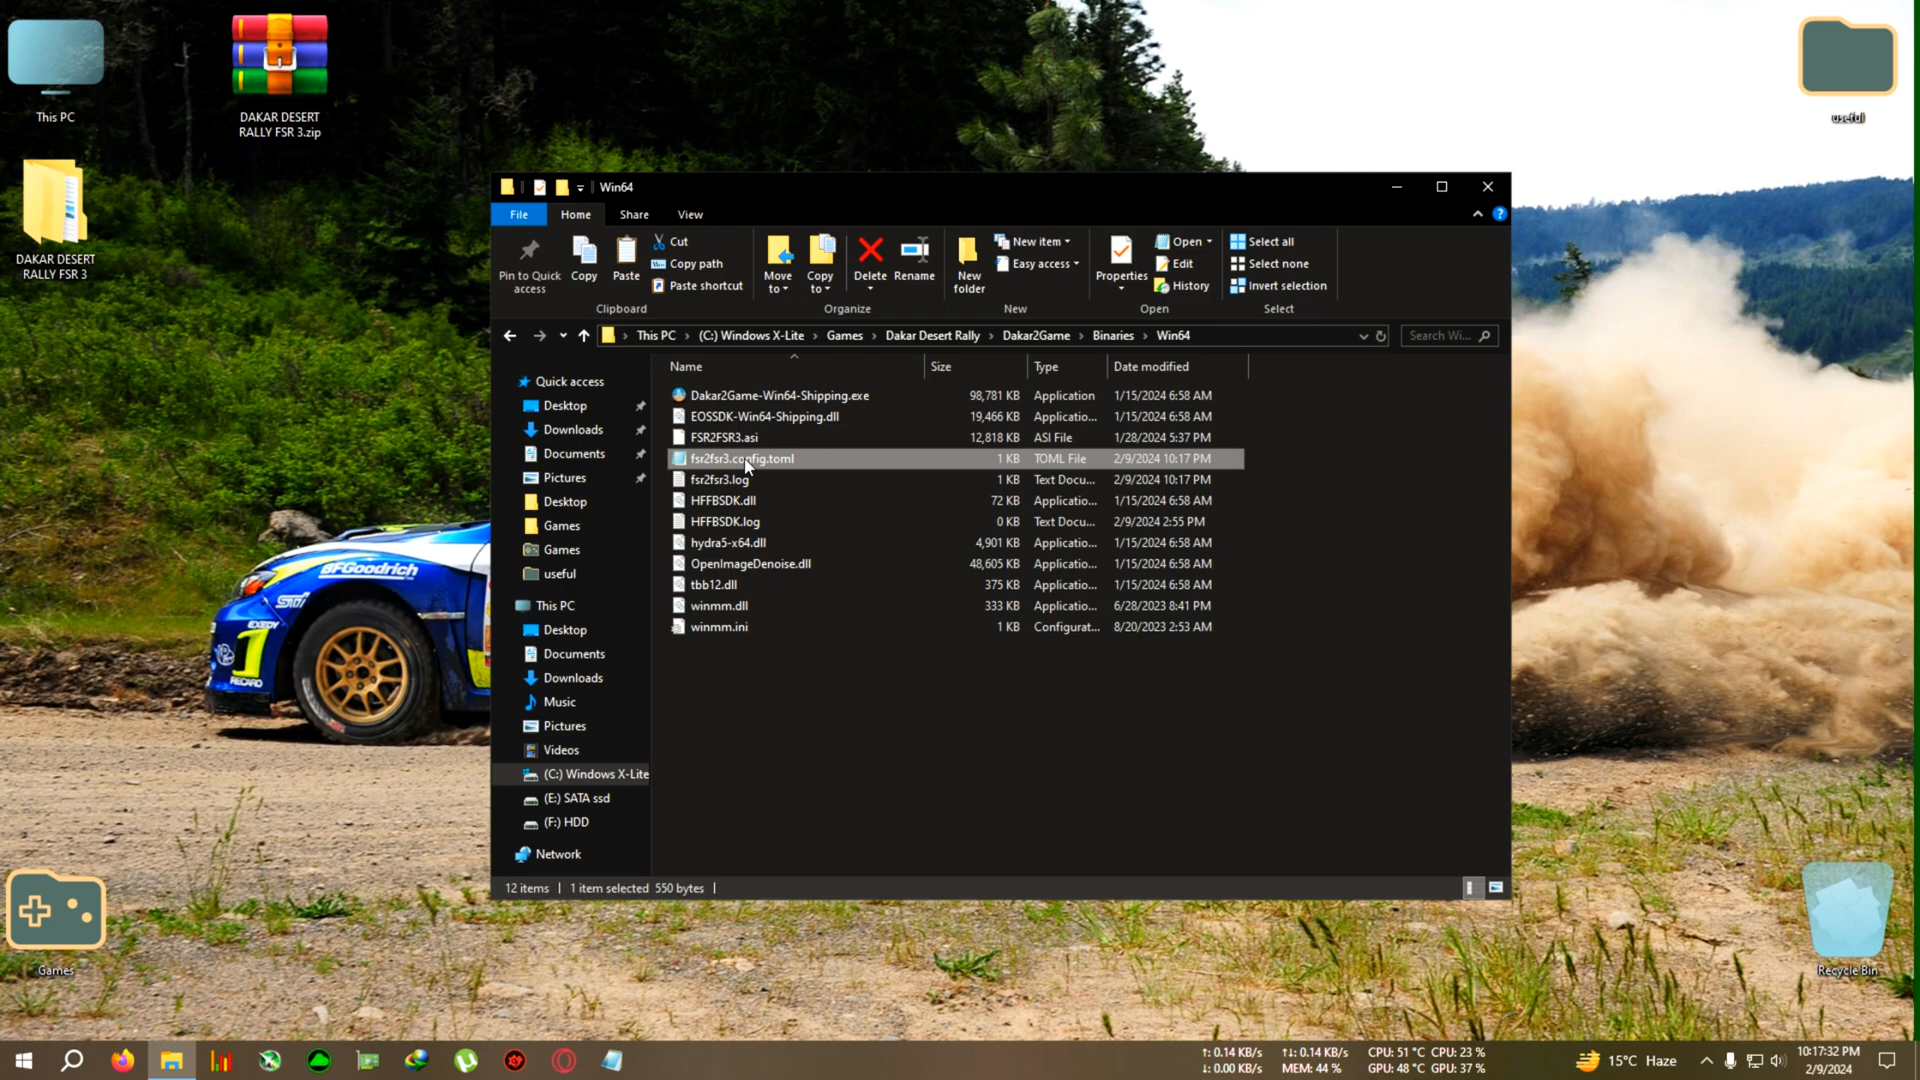 This PC
DAKAR DESERT
RALLY FSR 3.zip
useful
DAKAR DESERT
RALLY FSR 3
Win64
File
Home
Share
View
Pin to Quick
access
Copy
Paste
Cut
Copy path
Paste shortcut
Clipboard
Move
to
Copy
to
Delete
Rename
Organize
New
folder
New item
Easy access
New
Properties
Open
Edit
History
Open
Select all
Select none
Invert selection
Select
This PC > (C:) Windows X-Lite > Games > Dakar Desert Rally > Dakar2Game > Binaries > Win64
Search Wi...
Name Size Type Date modified
Dakar2Game-Win64-Shipping.exe 98,781 KB Application 1/15/2024 6:58 AM
EOSSDK-Win64-Shipping.dll 19,466 KB Applicatio... 1/15/2024 6:58 AM
FSR2FSR3.asi 12,818 KB ASI File 1/28/2024 5:37 PM
fsr2fsr3.config.toml 1 KB TOML File 2/9/2024 10:17 PM
fsr2fsr3.log 1 KB Text Docu... 2/9/2024 10:17 PM
HFFBSDK.dll 72 KB Applicatio... 1/15/2024 6:58 AM
HFFBSDK.log 0 KB Text Docu... 2/9/2024 2:55 PM
hydra5-x64.dll 4,901 KB Applicatio... 1/15/2024 6:58 AM
OpenImageDenoise.dll 48,605 KB Applicatio... 1/15/2024 6:58 AM
tbb12.dll 375 KB Applicatio... 1/15/2024 6:58 AM
winmm.dll 333 KB Applicatio... 6/28/2023 8:41 PM
winmm.ini 1 KB Configurat... 8/20/2023 2:53 AM
Quick access
Desktop
Downloads
Documents
Pictures
Desktop
Games
Games
useful
This PC
Desktop
Documents
Downloads
Music
Pictures
Videos
(C:) Windows X-Lite
(E:) SATA ssd
(F:) HDD
Network
12 items | 1 item selected 550 bytes |
BFGoodrich
STI
EXEDY
RECARO
Games
Recycle Bin
↑: 0.14 KB/s
↓: 0.00 KB/s
↑↓: 0.14 KB/s
MEM: 44 %
CPU: 51 °C CPU: 23 %
GPU: 48 °C GPU: 37 %
15°C Haze
10:17:32 PM
2/9/2024